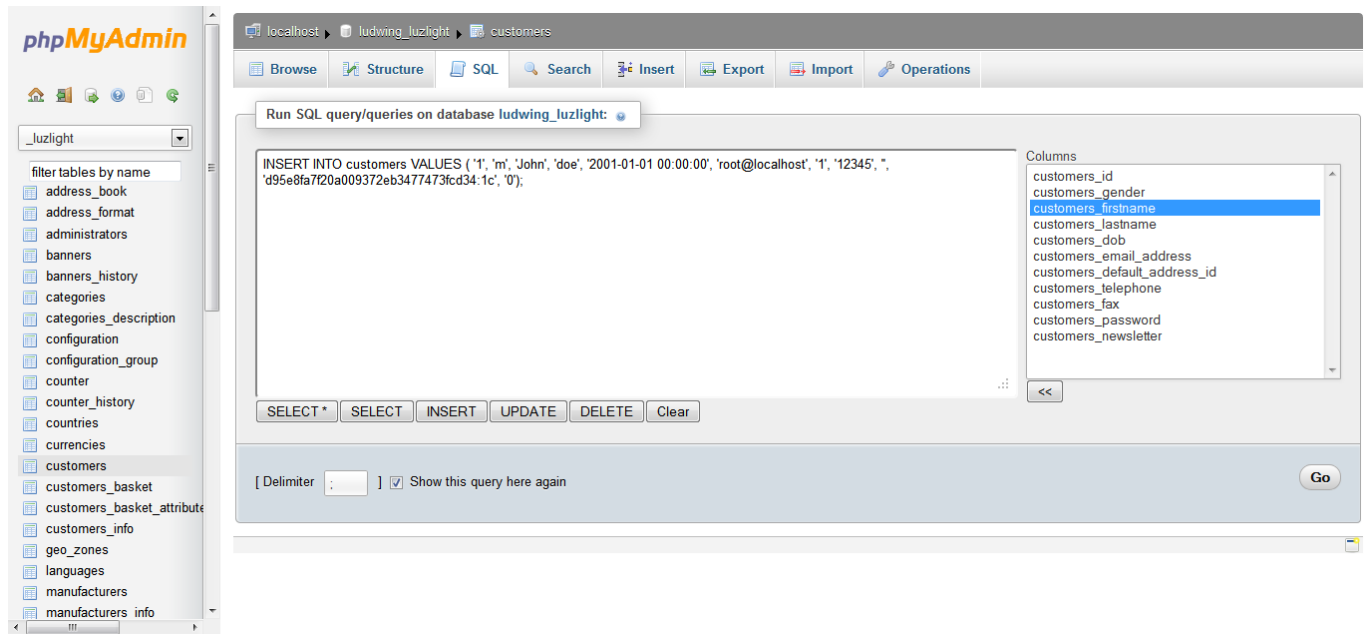 phpMyAdmin
_luzlight
filter tables by name
address_book
address_format
administrators
banners
banners_history
categories
categories_description
configuration
configuration_group
counter
counter_history
countries
currencies
customers
customers_basket
customers_basket_attribute
customers_info
geo_zones
languages
manufacturers
manufacturers_info
localhost ludwing_luzlight customers
Browse Structure SQL Search Insert Export Import Operations
Run SQL query/queries on database ludwing_luzlight:
INSERT INTO customers VALUES ( '1', 'm', 'John', 'doe', '2001-01-01 00:00:00', 'root@localhost', '1', '12345', '',
'd95e8fa7f20a009372eb3477473fcd34:1c', '0');
Columns
customers_id
customers_gender
customers_firstname
customers_lastname
customers_dob
customers_email_address
customers_default_address_id
customers_telephone
customers_fax
customers_password
customers_newsletter
<<
SELECT * SELECT INSERT UPDATE DELETE Clear
[ Delimiter ; ] Show this query here again
Go